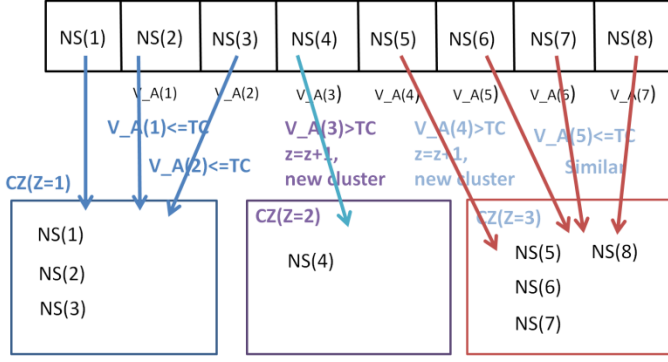 NS(1) NS(2) NS(3) NS(4) NS(5) NS(6) NS(7) NS(8)
V_A(1) V_A(2) V_A(3) V_A(4) V_A(5) V_A(6) V_A(7)
V_A(1)<=TC
V_A(2)<=TC
V_A(3)>TC
z=z+1,
new cluster
V_A(4)>TC
z=z+1,
new cluster
V_A(5)<=TC
Similar
CZ(Z=1)
NS(1)
NS(2)
NS(3)
CZ(Z=2)
NS(4)
CZ(Z=3)
NS(5) NS(8)
NS(6)
NS(7)